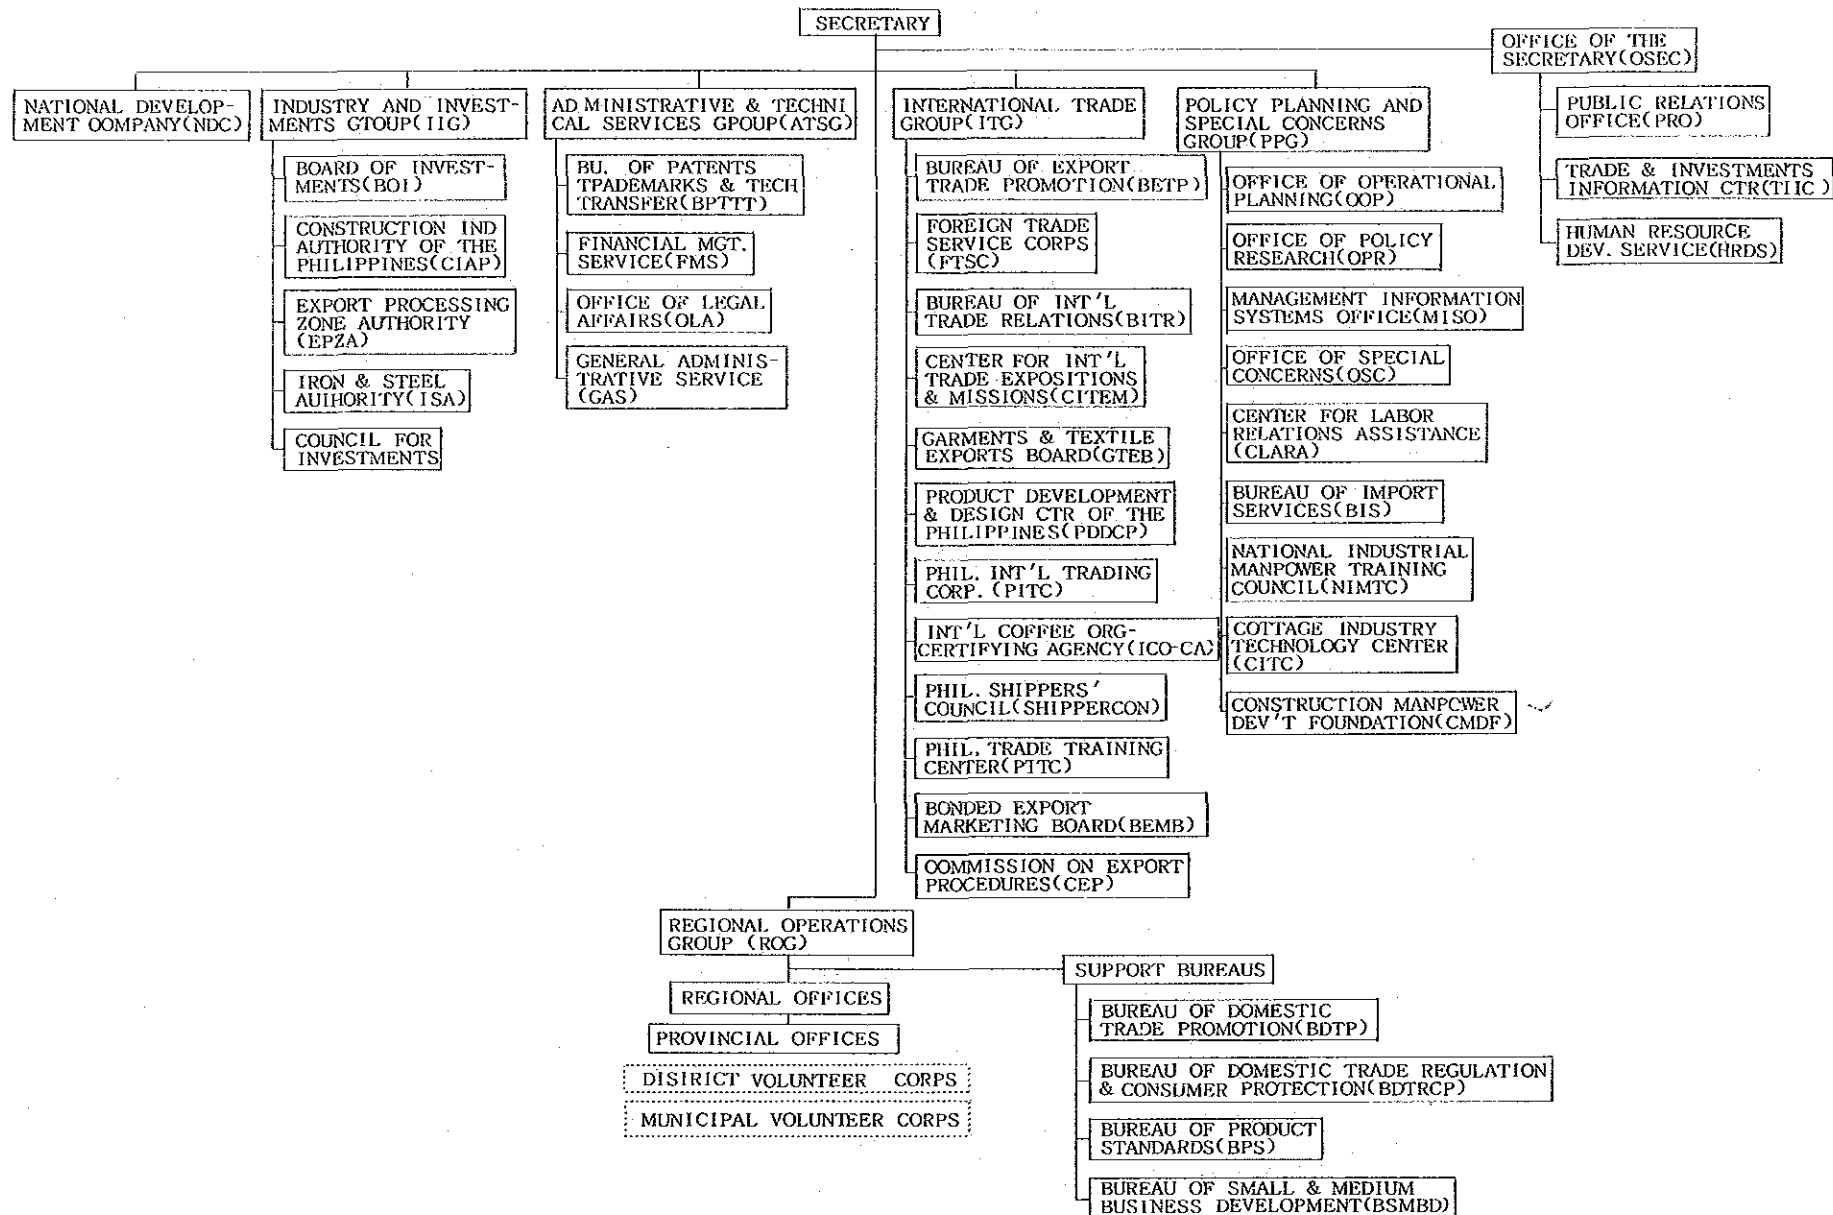 SECRETARY
OFFICE OF THE
SECRETARY(OSEC)
PUBLIC RELATIONS
OFFICE(PRO)
TRADE & INVESTMENTS
INFORMATION CTR(TIIC)
HUMAN RESOURCE
DEV. SERVICE(HRDS)
NATIONAL DEVELOP-
MENT OOMPANY(NDC)
INDUSTRY AND INVEST-
MENTS GTOUP(IIG)
BOARD OF INVEST-
MENTS(BOI)
CONSTRUCTION IND
AUTHORITY OF THE
PHILIPPINES(CIAP)
EXPORT PROCESSING
ZONE AUTHORITY
(EPZA)
IRON & STEEL
AUIHORITY(ISA)
COUNCIL FOR
INVESTMENTS
AD MINISTRATIVE & TECHNI
CAL SERVICES GPOUP(ATSG)
BU. OF PATENTS
TPADEMARKS & TECH
TRANSFER(BPTTT)
FINANCIAL MGT.
SERVICE(FMS)
OFFICE OF LEGAL
AFFAIRS(OLA)
GENERAL ADMINIS-
TRATIVE SERVICE
(GAS)
INTERNATIONAL TRADE
GROUP(ITG)
BUREAU OF EXPORT
TRADE PROMOTION(BETP)
FOREIGN TRADE
SERVICE CORPS
(FTSC)
BUREAU OF INT'L
TRADE RELATIONS(BITR)
CENTER FOR INT'L
TRADE EXPOSITIONS
& MISSIONS(CITEM)
GARMENTS & TEXTILE
EXPORTS BOARD(GTEB)
PRODUCT DEVELOPMENT
& DESIGN CTR OF THE
PHILIPPINES(PDDCP)
PHIL. INT'L TRADING
CORP. (PITC)
INT'L COFFEE ORG-
CERTIFYING AGENCY(ICO-CA)
PHIL. SHIPPERS'
COUNCIL(SHIPPERCON)
PHIL. TRADE TRAINING
CENTER(PITC)
BONDED EXPORT
MARKETING BOARD(BEMB)
COMMISSION ON EXPORT
PROCEDURES(CEP)
POLICY PLANNING AND
SPECIAL CONCERNS
GROUP(PPG)
OFFICE OF OPERATIONAL
PLANNING(OOP)
OFFICE OF POLICY
RESEARCH(OPR)
MANAGEMENT INFORMATION
SYSTEMS OFFICE(MISO)
OFFICE OF SPECIAL
CONCERNS(OSC)
CENTER FOR LABOR
RELATIONS ASSISTANCE
(CLARA)
BUREAU OF IMPORT
SERVICES(BIS)
NATIONAL INDUSTRIAL
MANPOWER TRAINING
COUNCIL(NIMTC)
COTTAGE INDUSTRY
TECHNOLOGY CENTER
(CITC)
CONSTRUCTION MANPOWER
DEV'T FOUNDATION(CMDF)
REGIONAL OPERATIONS
GROUP (ROG)
REGIONAL OFFICES
PROVINCIAL OFFICES
DISIRICT VOLUNTEER CORPS
MUNICIPAL VOLUNTEER CORPS
SUPPORT BUREAUS
BUREAU OF DOMESTIC
TRADE PROMOTION(BDTP)
BUREAU OF DOMESTIC TRADE REGULATION
& CONSUMER PROTECTION(BDTRCP)
BUREAU OF PRODUCT
STANDARDS(BPS)
BUREAU OF SMALL & MEDIUM
BUSINESS DEVELOPMENT(BSMBD)